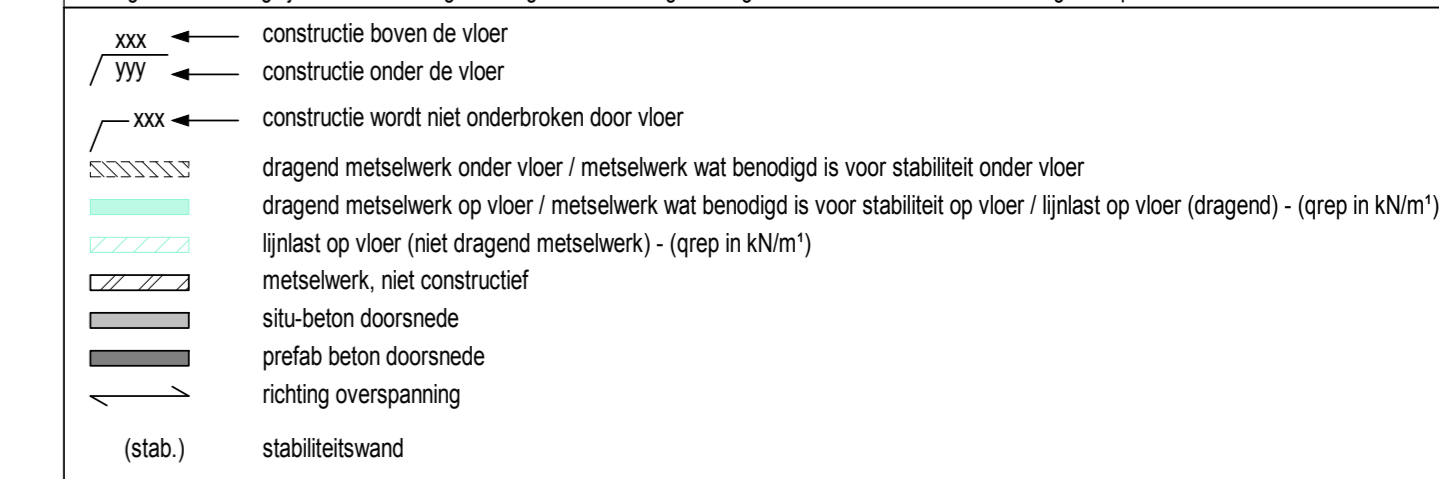 xxx constructie boven de vloer
yyy constructie onder de vloer
xxx constructie wordt niet onderbroken door vloer
dragend metselwerk onder vloer / metselwerk wat benodigd is voor stabiliteit onder vloer
dragend metselwerk op vloer / metselwerk wat benodigd is voor stabiliteit op vloer / lijnlast op vloer (dragend) - (qrep in kN/m¹)
lijnlast op vloer (niet dragend metselwerk) - (qrep in kN/m¹)
metselwerk, niet constructief
situ-beton doorsnede
prefab beton doorsnede
richting overspanning
(stab.) stabiliteitswand